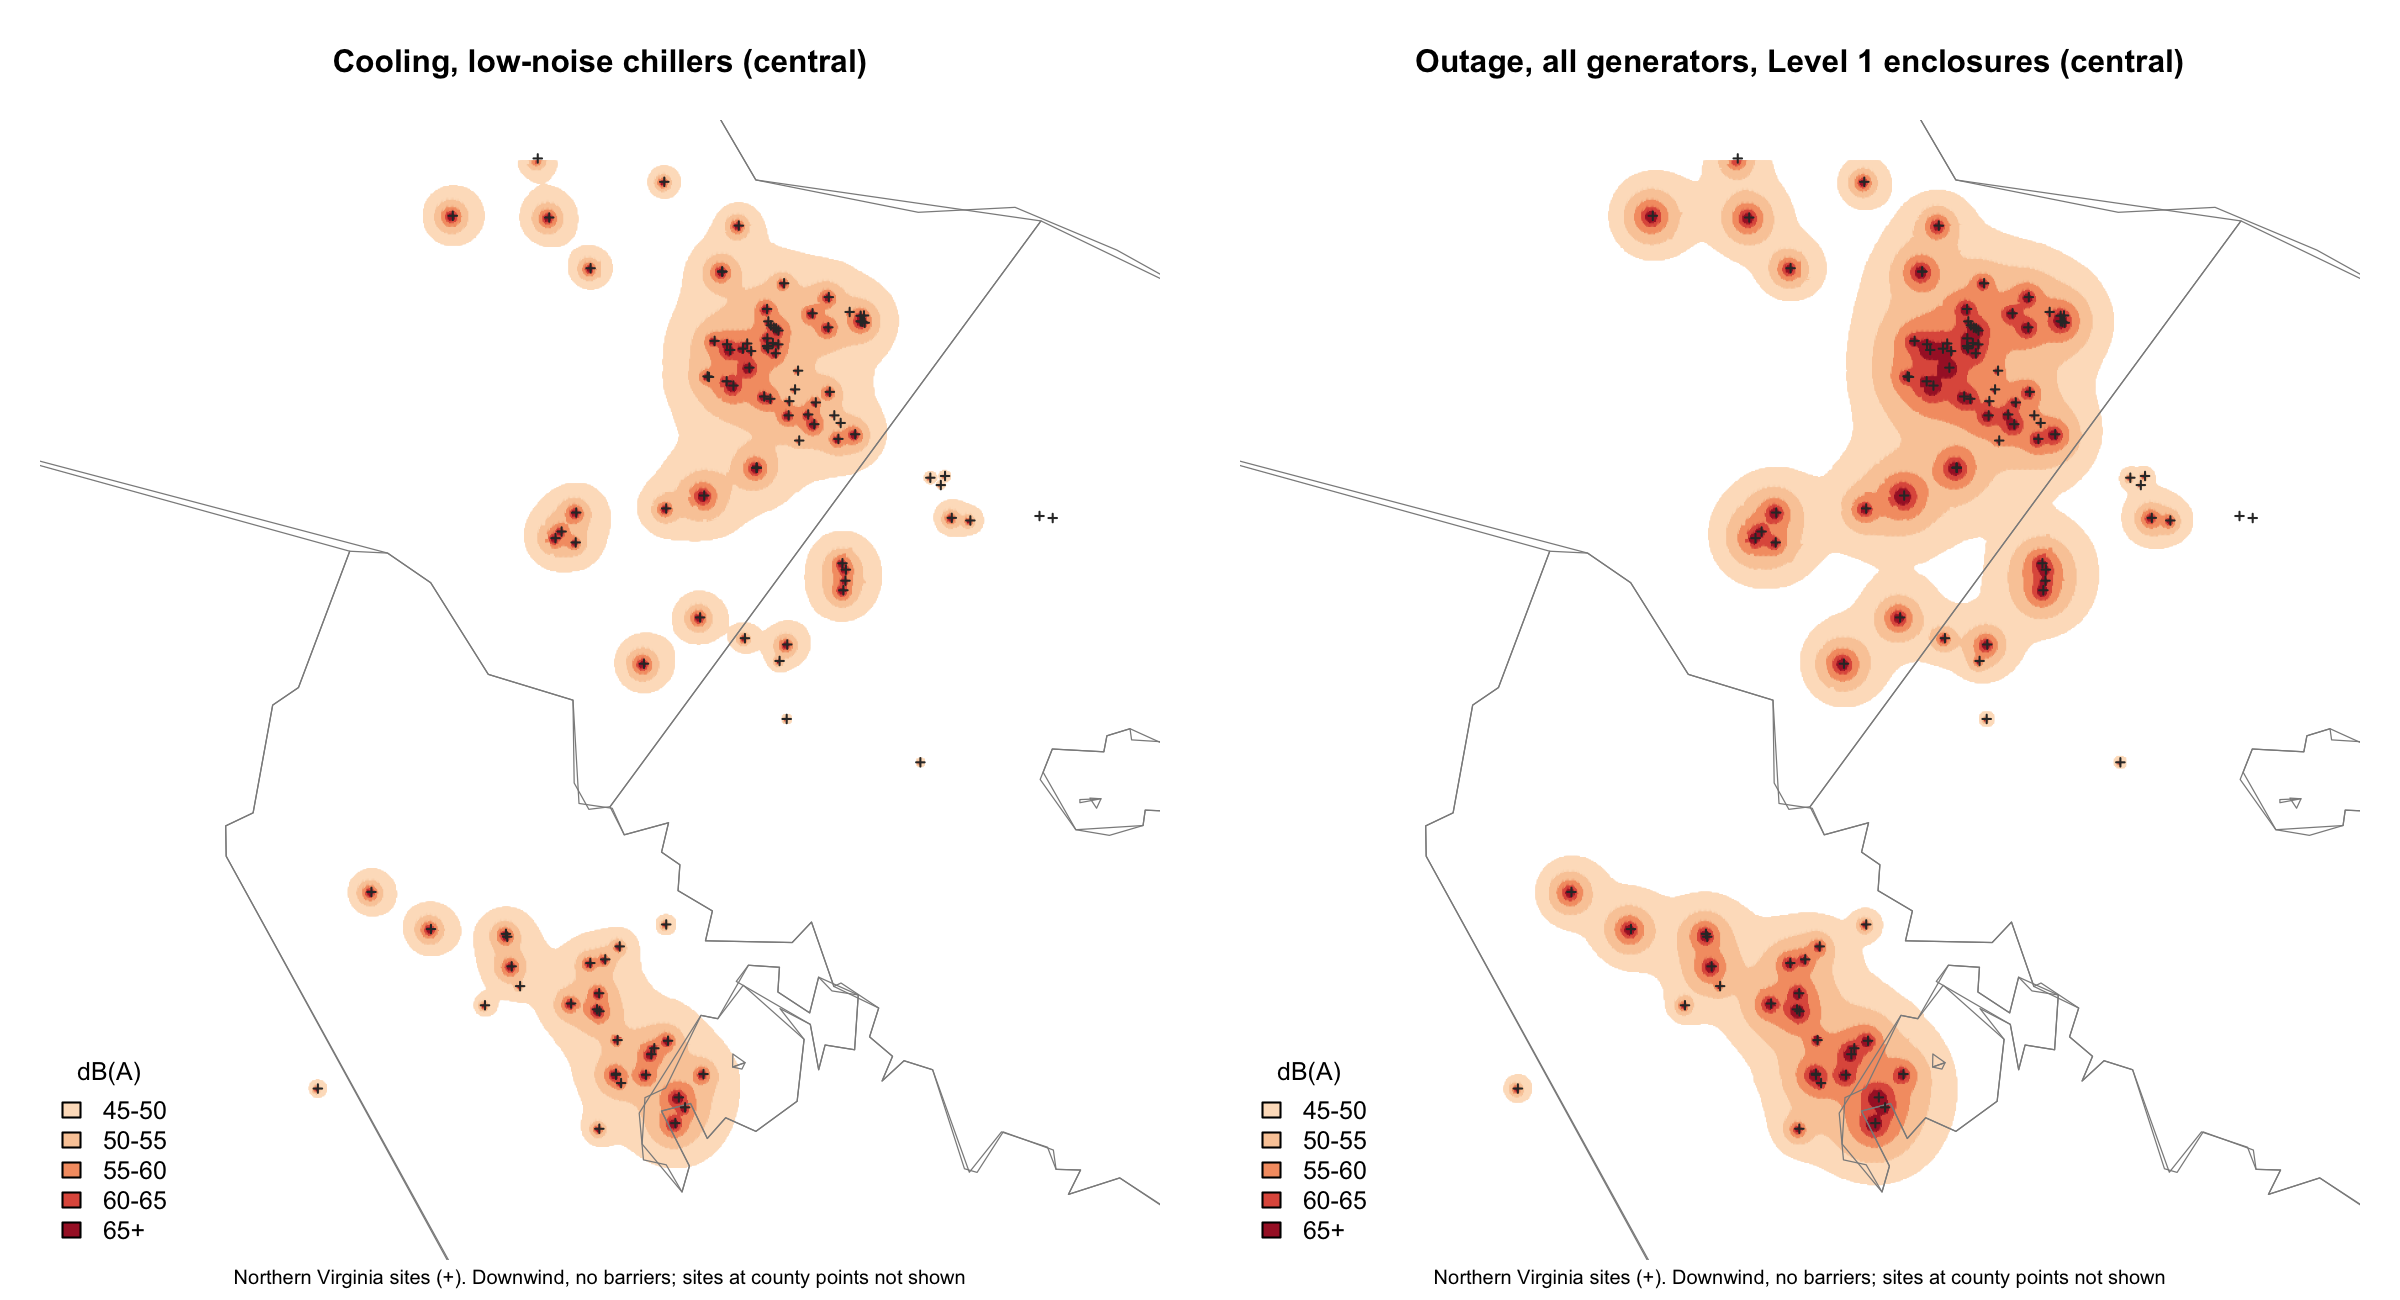 Cooling, low-noise chillers (central)
dB(A)
45-50
50-55
55-60
60-65
65+
Northern Virginia sites (+). Downwind, no barriers; sites at county points not shown
Outage, all generators, Level 1 enclosures (central)
dB(A)
45-50
50-55
55-60
60-65
65+
Northern Virginia sites (+). Downwind, no barriers; sites at county points not shown